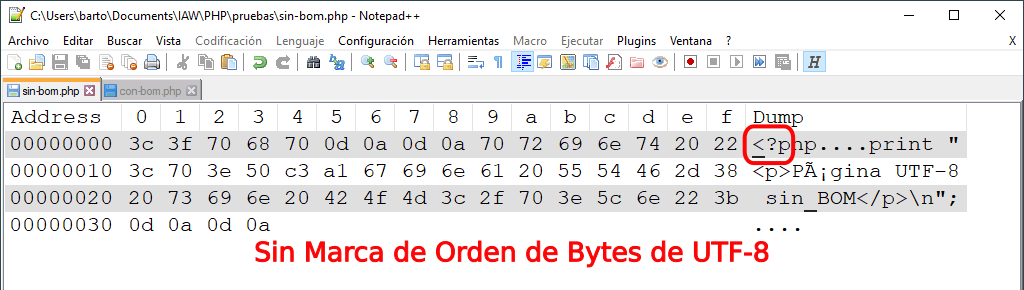 C:\Users\barto\Documents\IAW\PHP\pruebas\sin-bom.php - Notepad++
Archivo Editar Buscar Vista Codificación Lenguaje Configuración Herramientas Macro Ejecutar Plugins Ventana ? X
sin-bom.php con-bom.php
Address 0 1 2 3 4 5 6 7 8 9 a b c d e f Dump
00000000 3c 3f 70 68 70 0d 0a 0d 0a 70 72 69 6e 74 20 22 <?php....print "
00000010 3c 70 3e 50 c3 a1 67 69 6e 61 20 55 54 46 2d 38 <p>PÃ¡gina UTF-8
00000020 20 73 69 6e 20 42 4f 4d 3c 2f 70 3e 5c 6e 22 3b sin_BOM</p>\n";
00000030 0d 0a 0d 0a ....
Sin Marca de Orden de Bytes de UTF-8